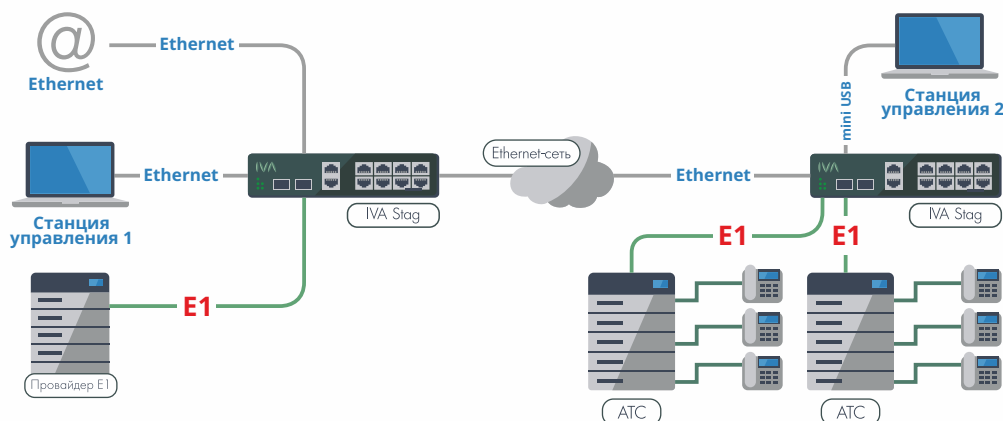 @
Ethernet
Ethernet
Станция
управления 1
Ethernet
IVA
IVA Stag
Провайдер E1
E1
Ethernet-сеть
Ethernet
mini USB
Станция
управления 2
IVA
IVA Stag
E1
E1
АТС
АТС